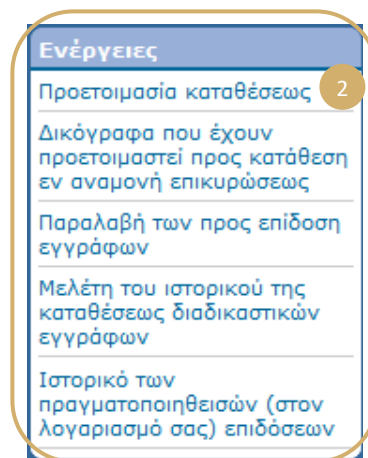 Ενέργειες
Προετοιμασία καταθέσεως 2
Δικόγραφα που έχουν
προετοιμαστεί προς κατάθεση
εν αναμονή επικυρώσεως
Παραλαβή των προς επίδοση
εγγράφων
Μελέτη του ιστορικού της
καταθέσεως διαδικαστικών
εγγράφων
Ιστορικό των
πραγματοποιηθεισών (στον
λογαριασμό σας) επιδόσεων